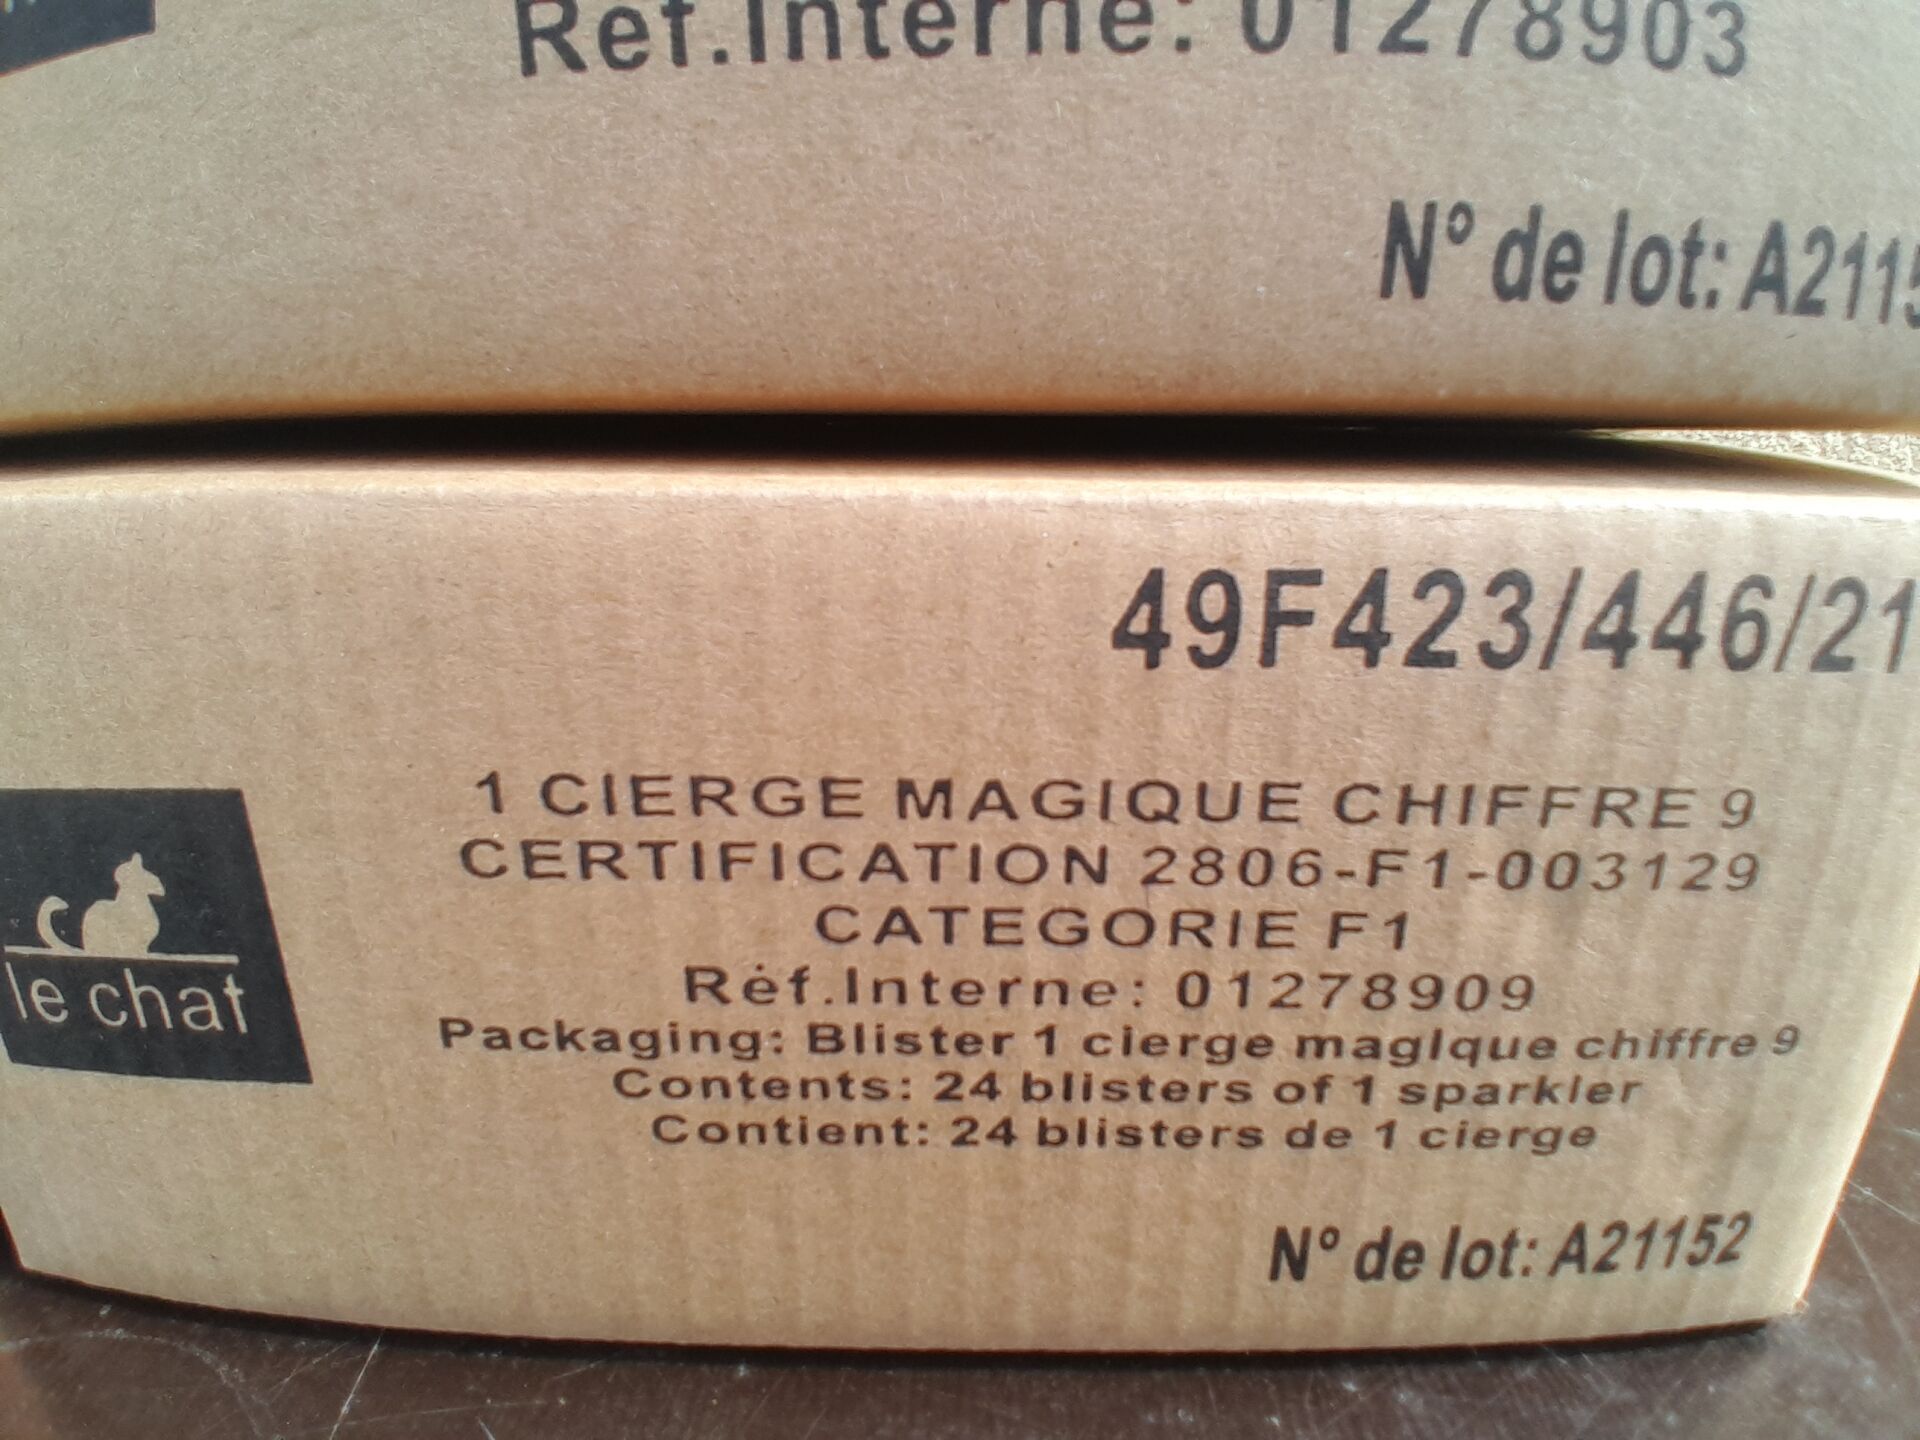 Ref.Interne: 01278903
N° de lot: A2115
49F423/446/21
1 CIERGE MAGIQUE CHIFFRE 9
CERTIFICATION 2806-F1-003129
CATEGORIE F1
le chat
Réf.Interne: 01278909
Packaging: Blister 1 cierge magique chiffre 9
Contents: 24 blisters of 1 sparkler
Contient: 24 blisters de 1 cierge
N° de lot: A21152